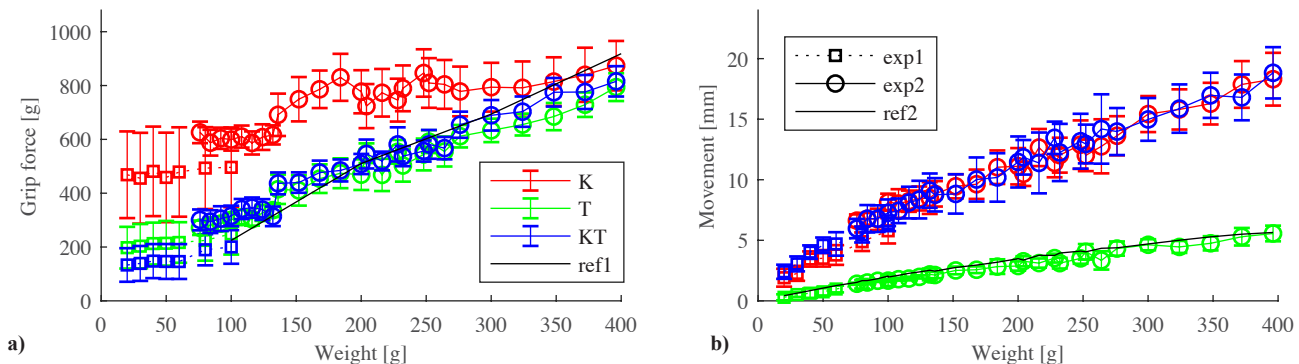 1000
800
600
400
200
0
Grip force [g]
0 50 100 150 200 250 300 350 400
Weight [g]
K
T
KT
ref1
a)
20
15
10
5
0
Movement [mm]
0 50 100 150 200 250 300 350 400
Weight [g]
exp1
exp2
ref2
b)